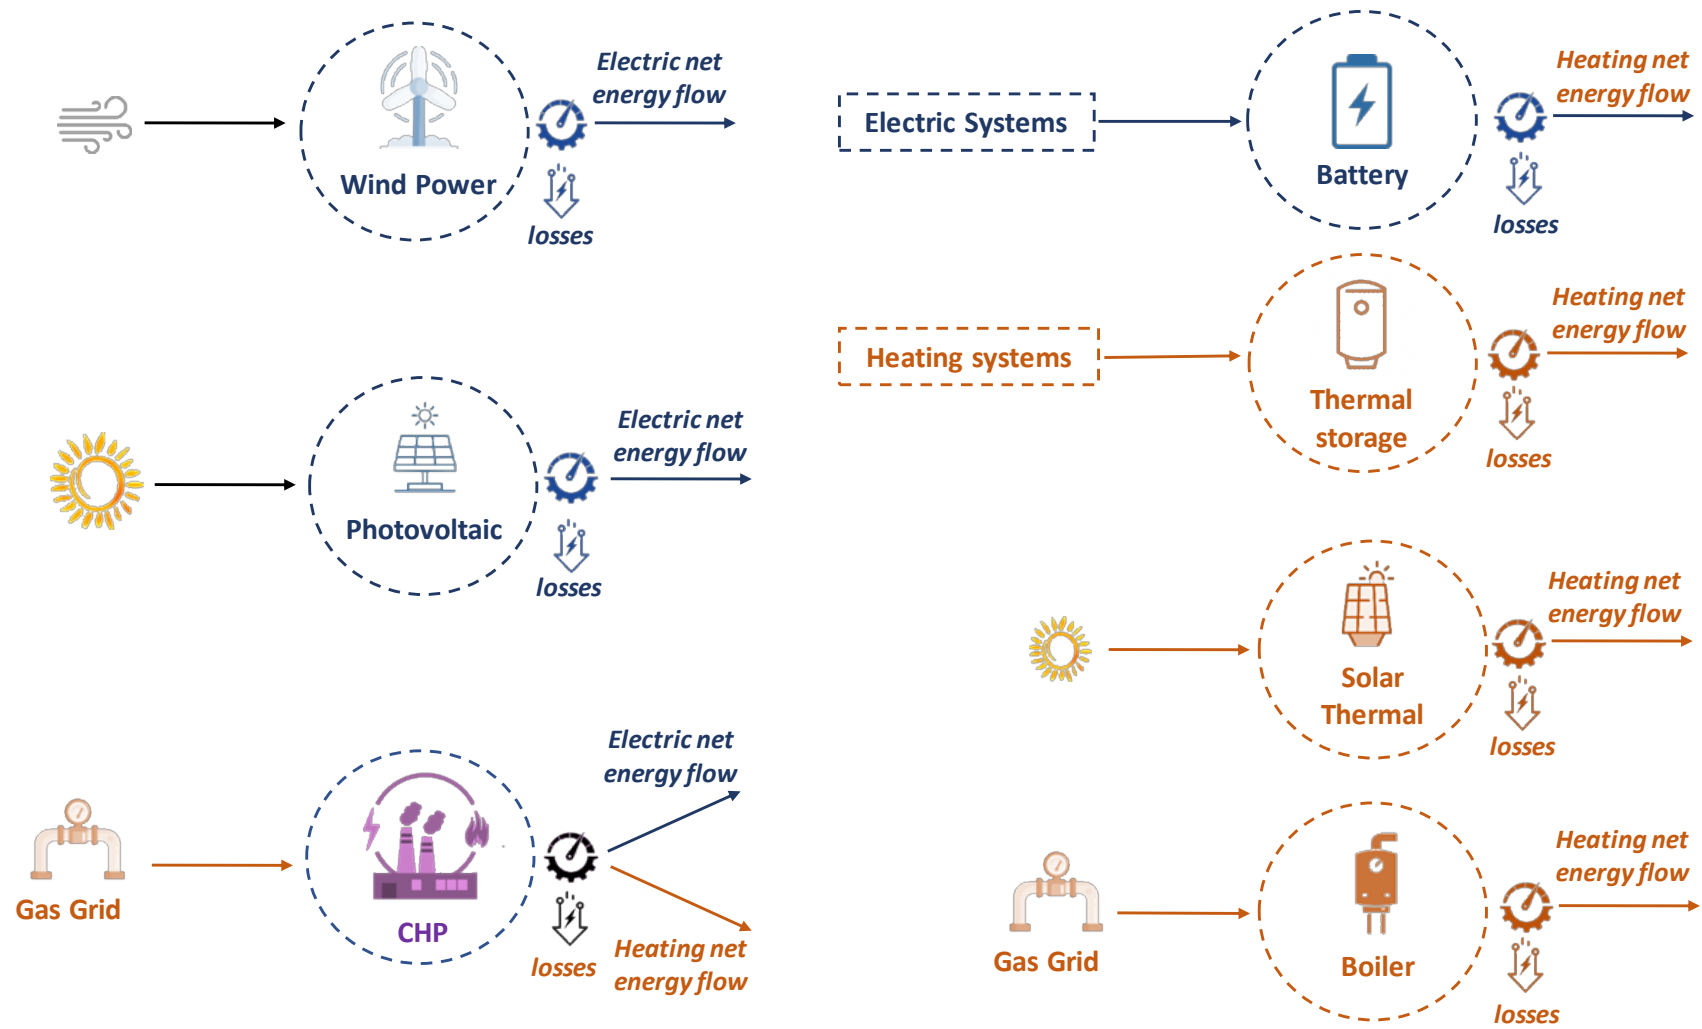 Electric net
energy flow
Wind Power
losses
Electric net
energy flow
Photovoltaic
losses
Electric net
energy flow
Gas Grid
CHP
losses
Heating net
energy flow
Electric Systems
Heating net
energy flow
Battery
losses
Heating systems
Heating net
energy flow
Thermal
storage
losses
Heating net
energy flow
Solar
Thermal
losses
Heating net
energy flow
Gas Grid
Boiler
losses